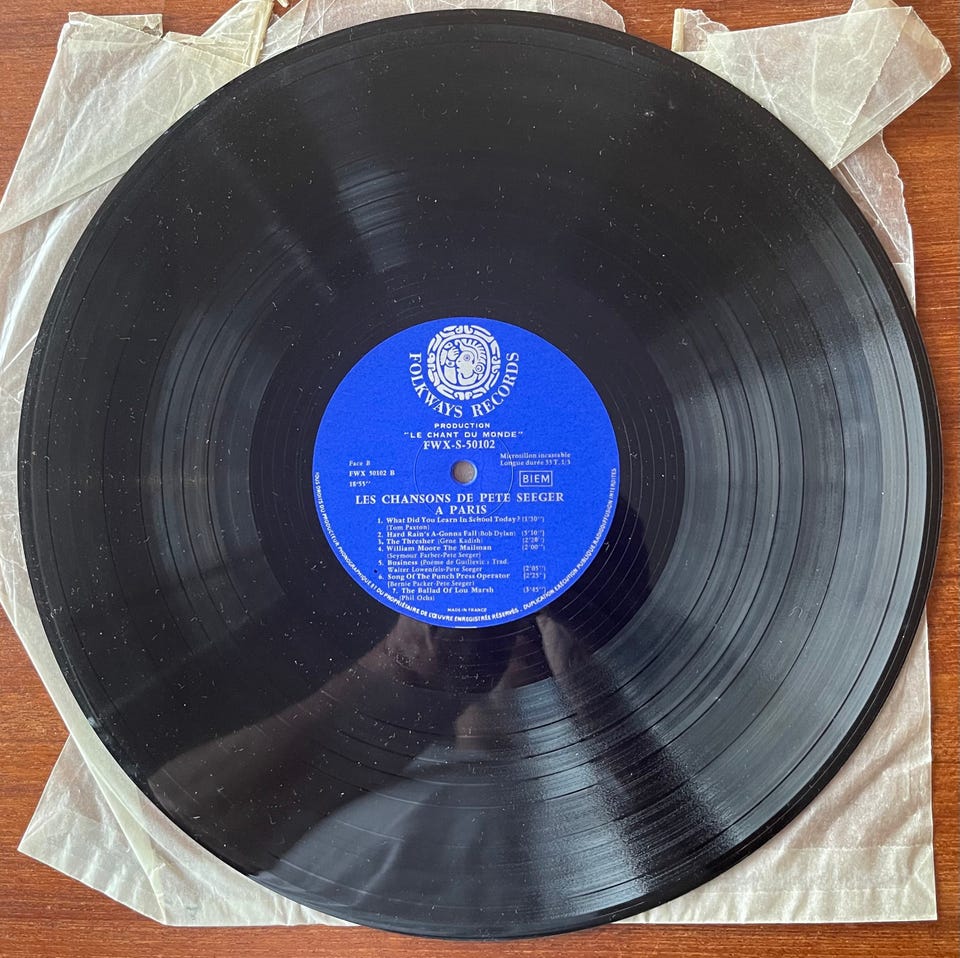 FOLKWAYS RECORDS
PRODUCTION
"LE CHANT DU MONDE"
FWX-S-50102
Face B
FWX 50102 B
18'55"
Microsillon incassable
Longue durée 33 T. 1/3
BIEM
LES CHANSONS DE PETE SEEGER
A PARIS
1. What Did You Learn In School Today? (1'30")
(Tom Paxton)
2. Hard Rain's A-Gonna Fall (Bob Dylan) (5'10")
3. The Thresher (Gene Kadish) (2'20")
4. William Moore The Mailman (2'00")
(Seymour Farber-Pete Seeger)
5. Business (Poème de Guillevic) Trad.
Walter Lowenfels-Pete Seeger (2'05")
6. Song Of The Punch Press Operator (2'25")
(Bernie Packer-Pete Seeger)
7. The Ballad Of Lou Marsh (3'45")
(Phil Ochs)
MADE IN FRANCE
TOUS DROITS DU PRODUCTEUR PHONOGRAPHIQUE ET DU PROPRIÉTAIRE DE L'ŒUVRE ENREGISTRÉE RÉSERVÉS. DUPLICATION EXÉCUTION PUBLIQUE RADIODIFFUSION INTERDITES